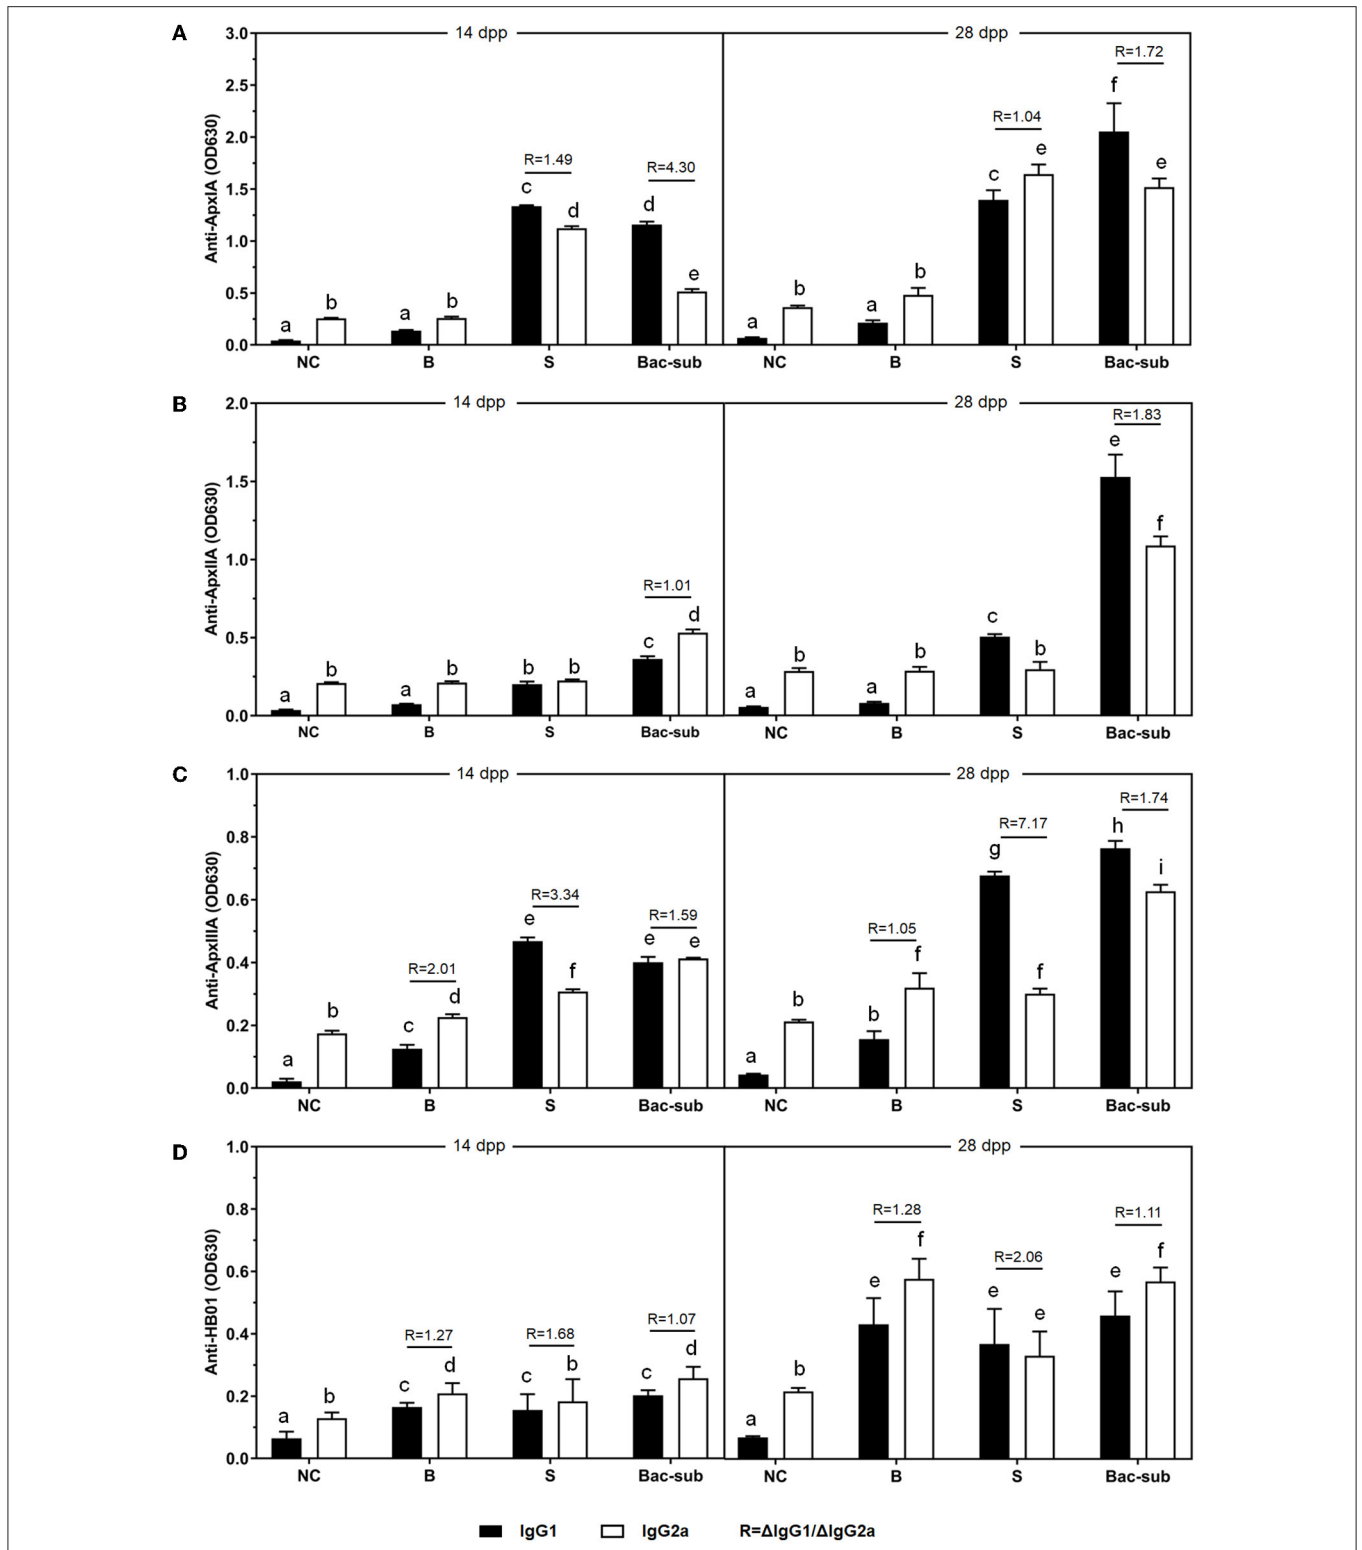 A
14 dpp
28 dpp
Anti-ApxIA (OD630)
3.0
2.5
2.0
1.5
1.0
0.5
0.0
R=1.49
R=4.30
R=1.04
R=1.72
a b a b c d d e a b a b c e f e
NC B S Bac-sub NC B S Bac-sub
B
14 dpp
28 dpp
Anti-ApxIIA (OD630)
2.0
1.5
1.0
0.5
0.0
R=1.01
R=1.83
a b a b b b c d a b a b c b e f
NC B S Bac-sub NC B S Bac-sub
C
14 dpp
28 dpp
Anti-ApxIIIA (OD630)
1.0
0.8
0.6
0.4
0.2
0.0
R=2.01
R=3.34
R=1.59
R=1.05
R=7.17
R=1.74
a b c d e f e e a b b f g f h i
NC B S Bac-sub NC B S Bac-sub
D
14 dpp
28 dpp
Anti-HB01 (OD630)
1.0
0.8
0.6
0.4
0.2
0.0
R=1.27
R=1.68
R=1.07
R=1.28
R=2.06
R=1.11
a b c d c b c d a b e f e e e f
NC B S Bac-sub NC B S Bac-sub
IgG1 IgG2a R=ΔIgG1/ΔIgG2a